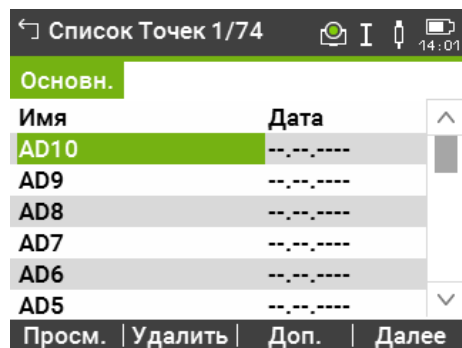 Список Точек 1/74 I 14:01
Основн.
Имя Дата
AD10 --.--.----
AD9 --.--.----
AD8 --.--.----
AD7 --.--.----
AD6 --.--.----
AD5 --.--.----
Просм. | Удалить | Доп. | Далее